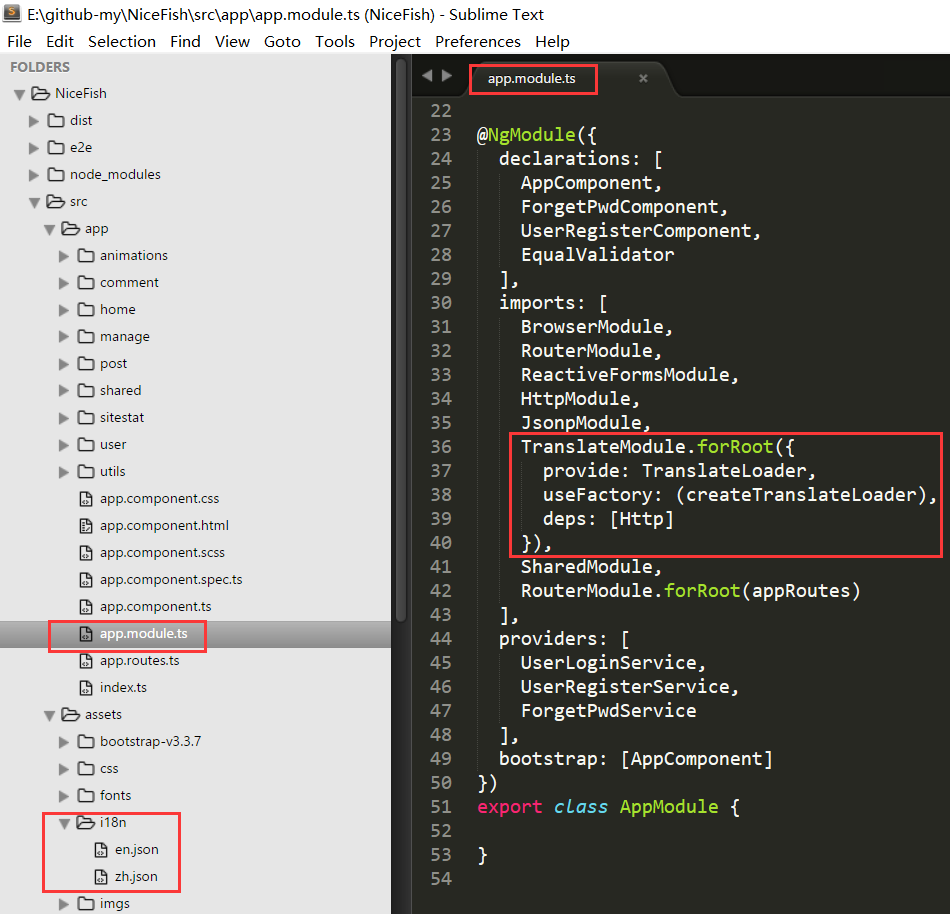 E:\github-my\NiceFish\src\app\app.module.ts (NiceFish) - Sublime Text
File Edit Selection Find View Goto Tools Project Preferences Help
FOLDERS
NiceFish
dist
e2e
node_modules
src
app
animations
comment
home
manage
post
shared
sitestat
user
utils
app.component.css
app.component.html
app.component.scss
app.component.spec.ts
app.component.ts
app.module.ts
app.routes.ts
index.ts
assets
bootstrap-v3.3.7
css
fonts
i18n
en.json
zh.json
imgs
app.module.ts
22
23 @NgModule({
24 declarations: [
25 AppComponent,
26 ForgetPwdComponent,
27 UserRegisterComponent,
28 EqualValidator
29 ],
30 imports: [
31 BrowserModule,
32 RouterModule,
33 ReactiveFormsModule,
34 HttpModule,
35 JsonpModule,
36 TranslateModule.forRoot({
37 provide: TranslateLoader,
38 useFactory: (createTranslateLoader),
39 deps: [Http]
40 }),
41 SharedModule,
42 RouterModule.forRoot(appRoutes)
43 ],
44 providers: [
45 UserLoginService,
46 UserRegisterService,
47 ForgetPwdService
48 ],
49 bootstrap: [AppComponent]
50 })
51 export class AppModule {
52
53 }
54